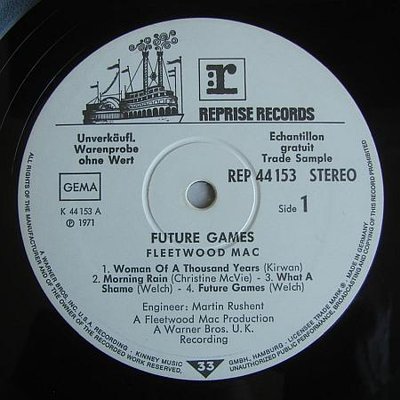 r
REPRISE RECORDS
Unverkäufl.
Warenprobe
ohne Wert
Echantillon
gratuit
Trade Sample
GEMA
REP 44 153 STEREO
K 44 153 A
Ⓟ 1971
Side 1
FUTURE GAMES
FLEETWOOD MAC
1. Woman Of A Thousand Years (Kirwan)
2. Morning Rain (Christine McVie) - 3. What A
Shame (Welch) - 4. Future Games (Welch)
Engineer: Martin Rushent
A Fleetwood Mac Production
A Warner Bros. U. K.
Recording
33
ALL RIGHTS OF THE MANUFACTURER AND OF THE OWNER OF THE RECORDED WORK RESERVED.
A WARNER BROS. INC. U.S.A. RECORDING - KINNEY MUSIC GMBH, HAMBURG - LICENSEE TRADE MARK ® MADE IN GERMANY
UNAUTHORIZED PUBLIC PERFORMANCE, BROADCASTING AND COPYING OF THIS RECORD PROHIBITED